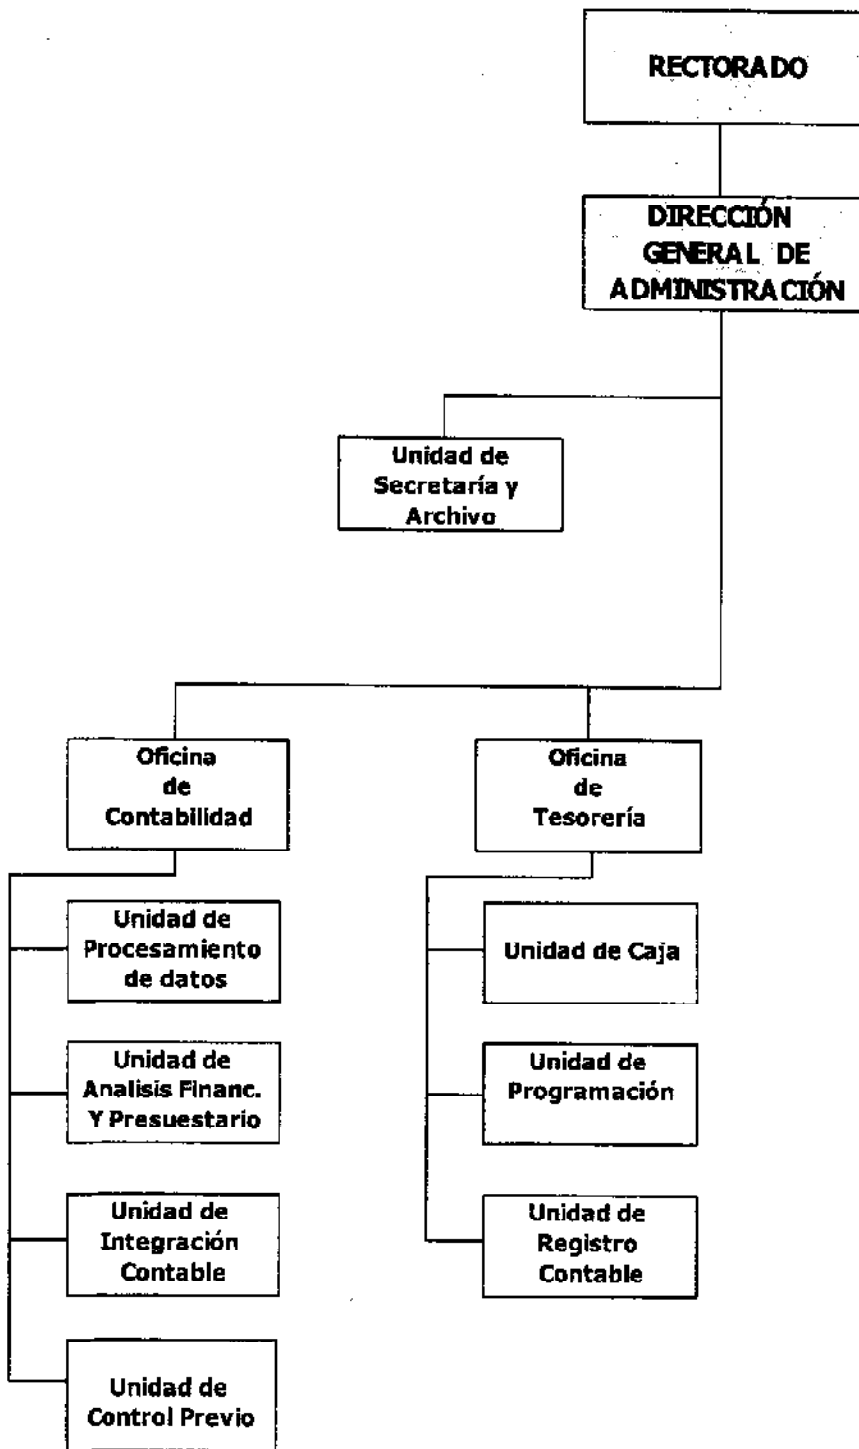 RECTORADO
DIRECCIÓN
GENERAL DE
ADMINISTRACIÓN
Unidad de
Secretaría y
Archivo
Oficina
de
Contabilidad
Oficina
de
Tesorería
Unidad de
Procesamiento
de datos
Unidad de Caja
Unidad de
Analisis Financ.
Y Presuestario
Unidad de
Programación
Unidad de
Integración
Contable
Unidad de
Registro
Contable
Unidad de
Control Previo